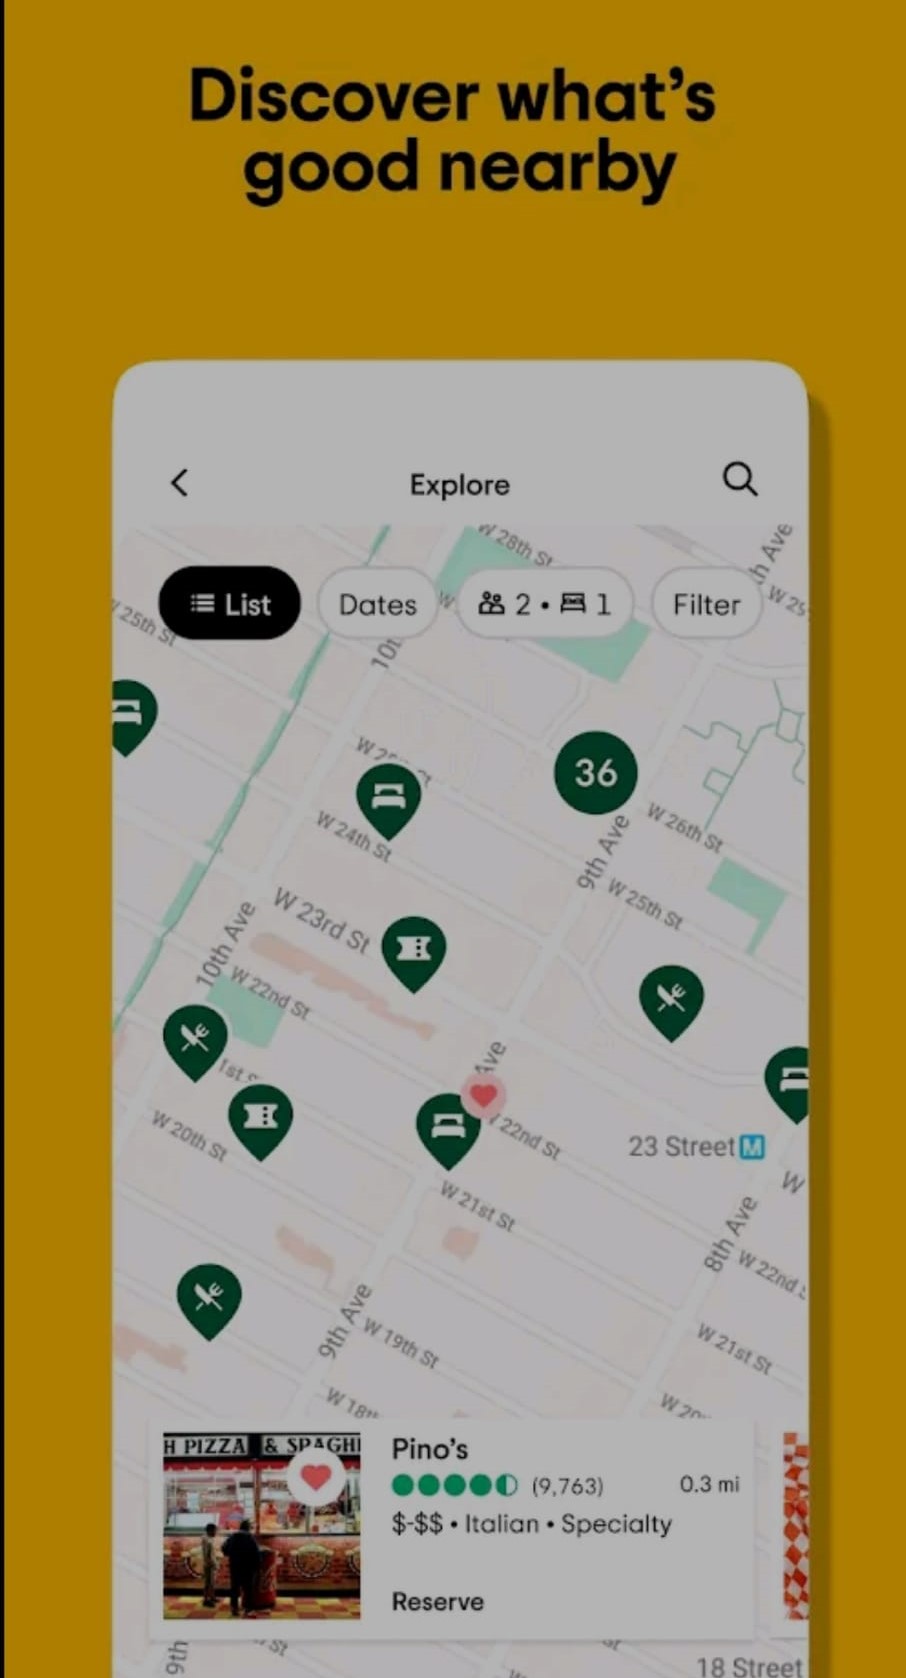 Discover what's
good nearby
Explore
W 28th St
List
Dates
2 • 1
Filter
W 25th St
36
W 24th St
W 26th St
9th Ave
W 25th St
W 23rd St
10th Ave
W 22nd St
Ave
W 20th St
22nd St
23 Street M
W
W 21st St
8th Ave
W 22nd
9th Ave
W 19th St
W 21st St
W 18th
H PIZZA & SPAGHI
Pino's
(9,763) 0.3 mi
$-$$ • Italian • Specialty
Reserve
9th
18 Street